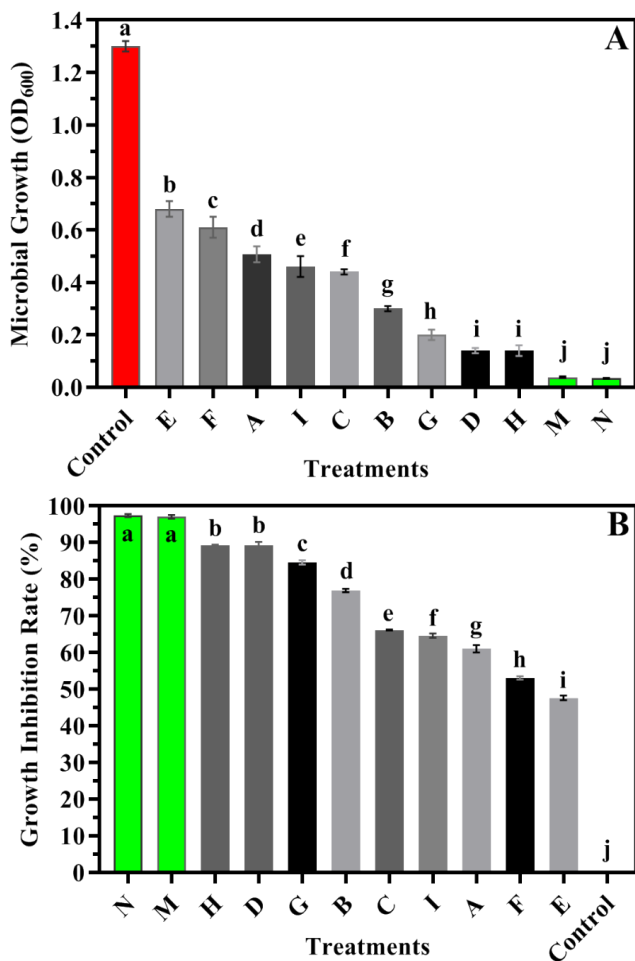 A
Microbial Growth (OD600)
1.4
1.2
1.0
0.8
0.6
0.4
0.2
0.0
a
b
c
d
e
f
g
h
i
i
j
j
Control
E
F
A
I
C
B
G
D
H
M
N
Treatments
B
Growth Inhibition Rate (%)
100
90
80
70
60
50
40
30
20
10
0
a
a
b
b
c
d
e
f
g
h
i
j
N
M
H
D
G
B
C
I
A
F
E
Control
Treatments